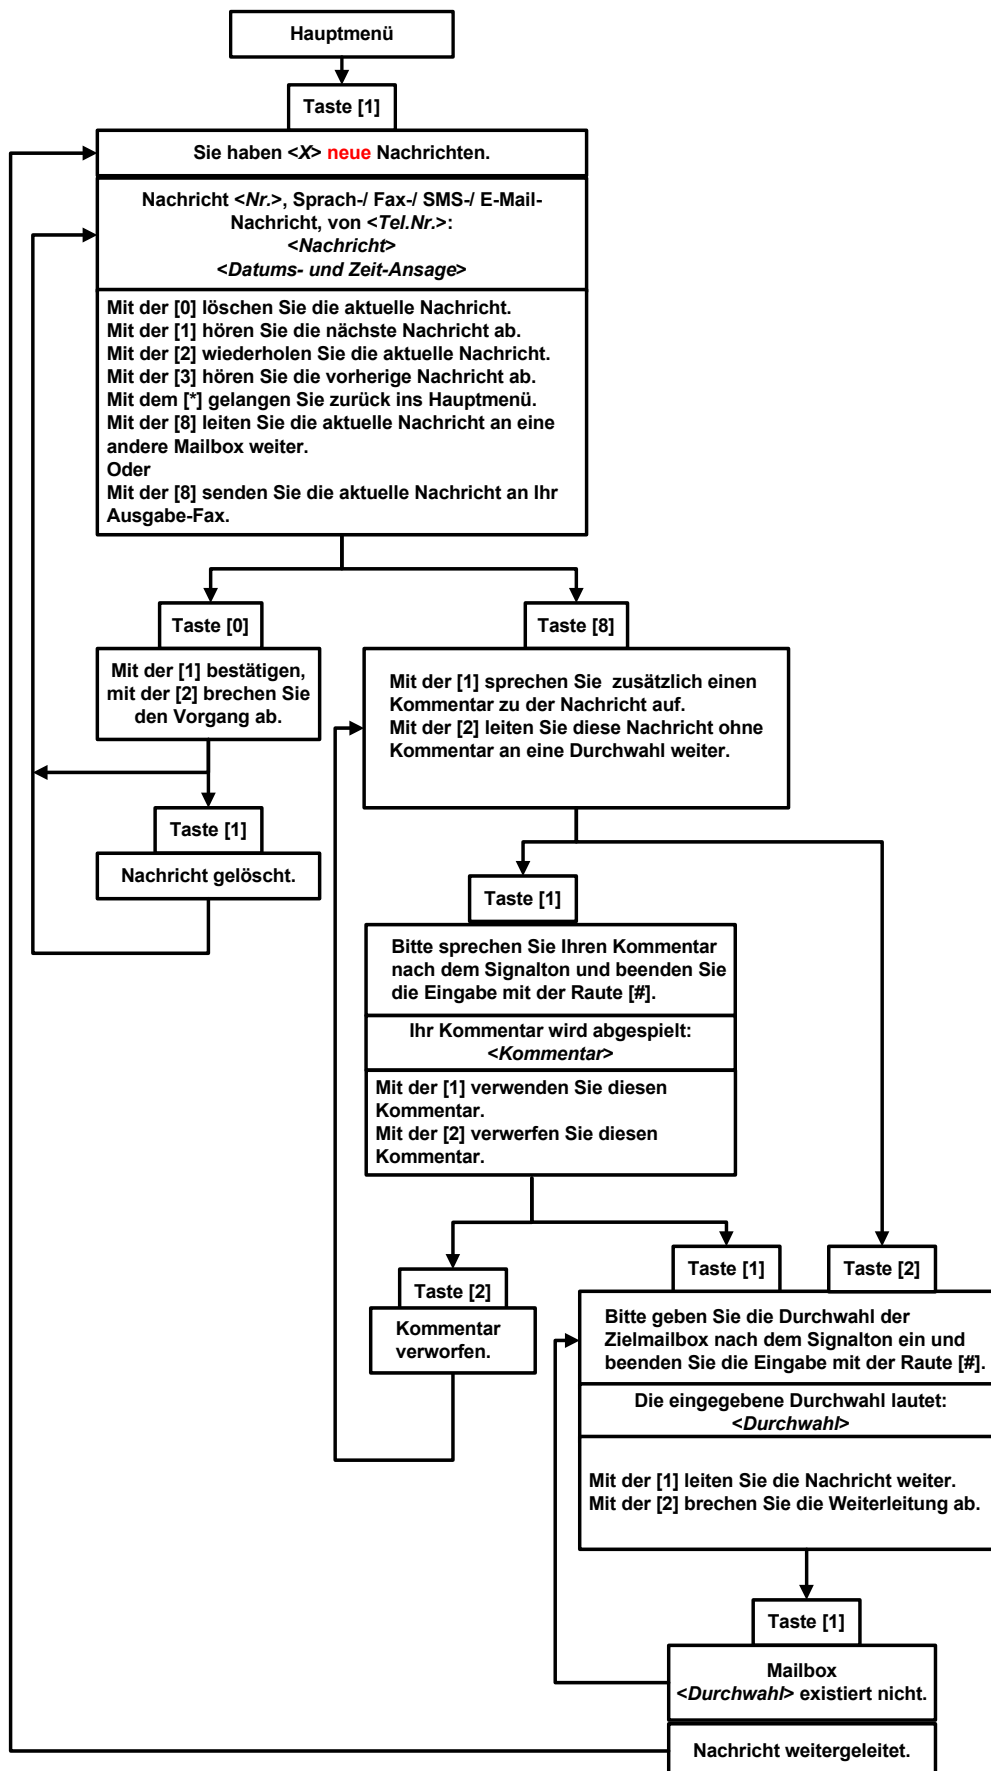 Hauptmenü
Taste [1]
Sie haben <X> neue Nachrichten.
Nachricht <Nr.>, Sprach-/ Fax-/ SMS-/ E-Mail-
Nachricht, von <Tel.Nr.>:
<Nachricht>
<Datums- und Zeit-Ansage>
Mit der [0] löschen Sie die aktuelle Nachricht.
Mit der [1] hören Sie die nächste Nachricht ab.
Mit der [2] wiederholen Sie die aktuelle Nachricht.
Mit der [3] hören Sie die vorherige Nachricht ab.
Mit dem [*] gelangen Sie zurück ins Hauptmenü.
Mit der [8] leiten Sie die aktuelle Nachricht an eine
andere Mailbox weiter.
Oder
Mit der [8] senden Sie die aktuelle Nachricht an Ihr
Ausgabe-Fax.
Taste [0]
Mit der [1] bestätigen,
mit der [2] brechen Sie
den Vorgang ab.
Taste [1]
Nachricht gelöscht.
Taste [8]
Mit der [1] sprechen Sie  zusätzlich einen
Kommentar zu der Nachricht auf.
Mit der [2] leiten Sie diese Nachricht ohne
Kommentar an eine Durchwahl weiter.
Taste [1]
Bitte sprechen Sie Ihren Kommentar
nach dem Signalton und beenden Sie
die Eingabe mit der Raute [#].
Ihr Kommentar wird abgespielt:
<Kommentar>
Mit der [1] verwenden Sie diesen
Kommentar.
Mit der [2] verwerfen Sie diesen
Kommentar.
Taste [2]
Kommentar
verworfen.
Taste [1]
Taste [2]
Bitte geben Sie die Durchwahl der
Zielmailbox nach dem Signalton ein und
beenden Sie die Eingabe mit der Raute [#].
Die eingegebene Durchwahl lautet:
<Durchwahl>
Mit der [1] leiten Sie die Nachricht weiter.
Mit der [2] brechen Sie die Weiterleitung ab.
Taste [1]
Mailbox
<Durchwahl> existiert nicht.
Nachricht weitergeleitet.